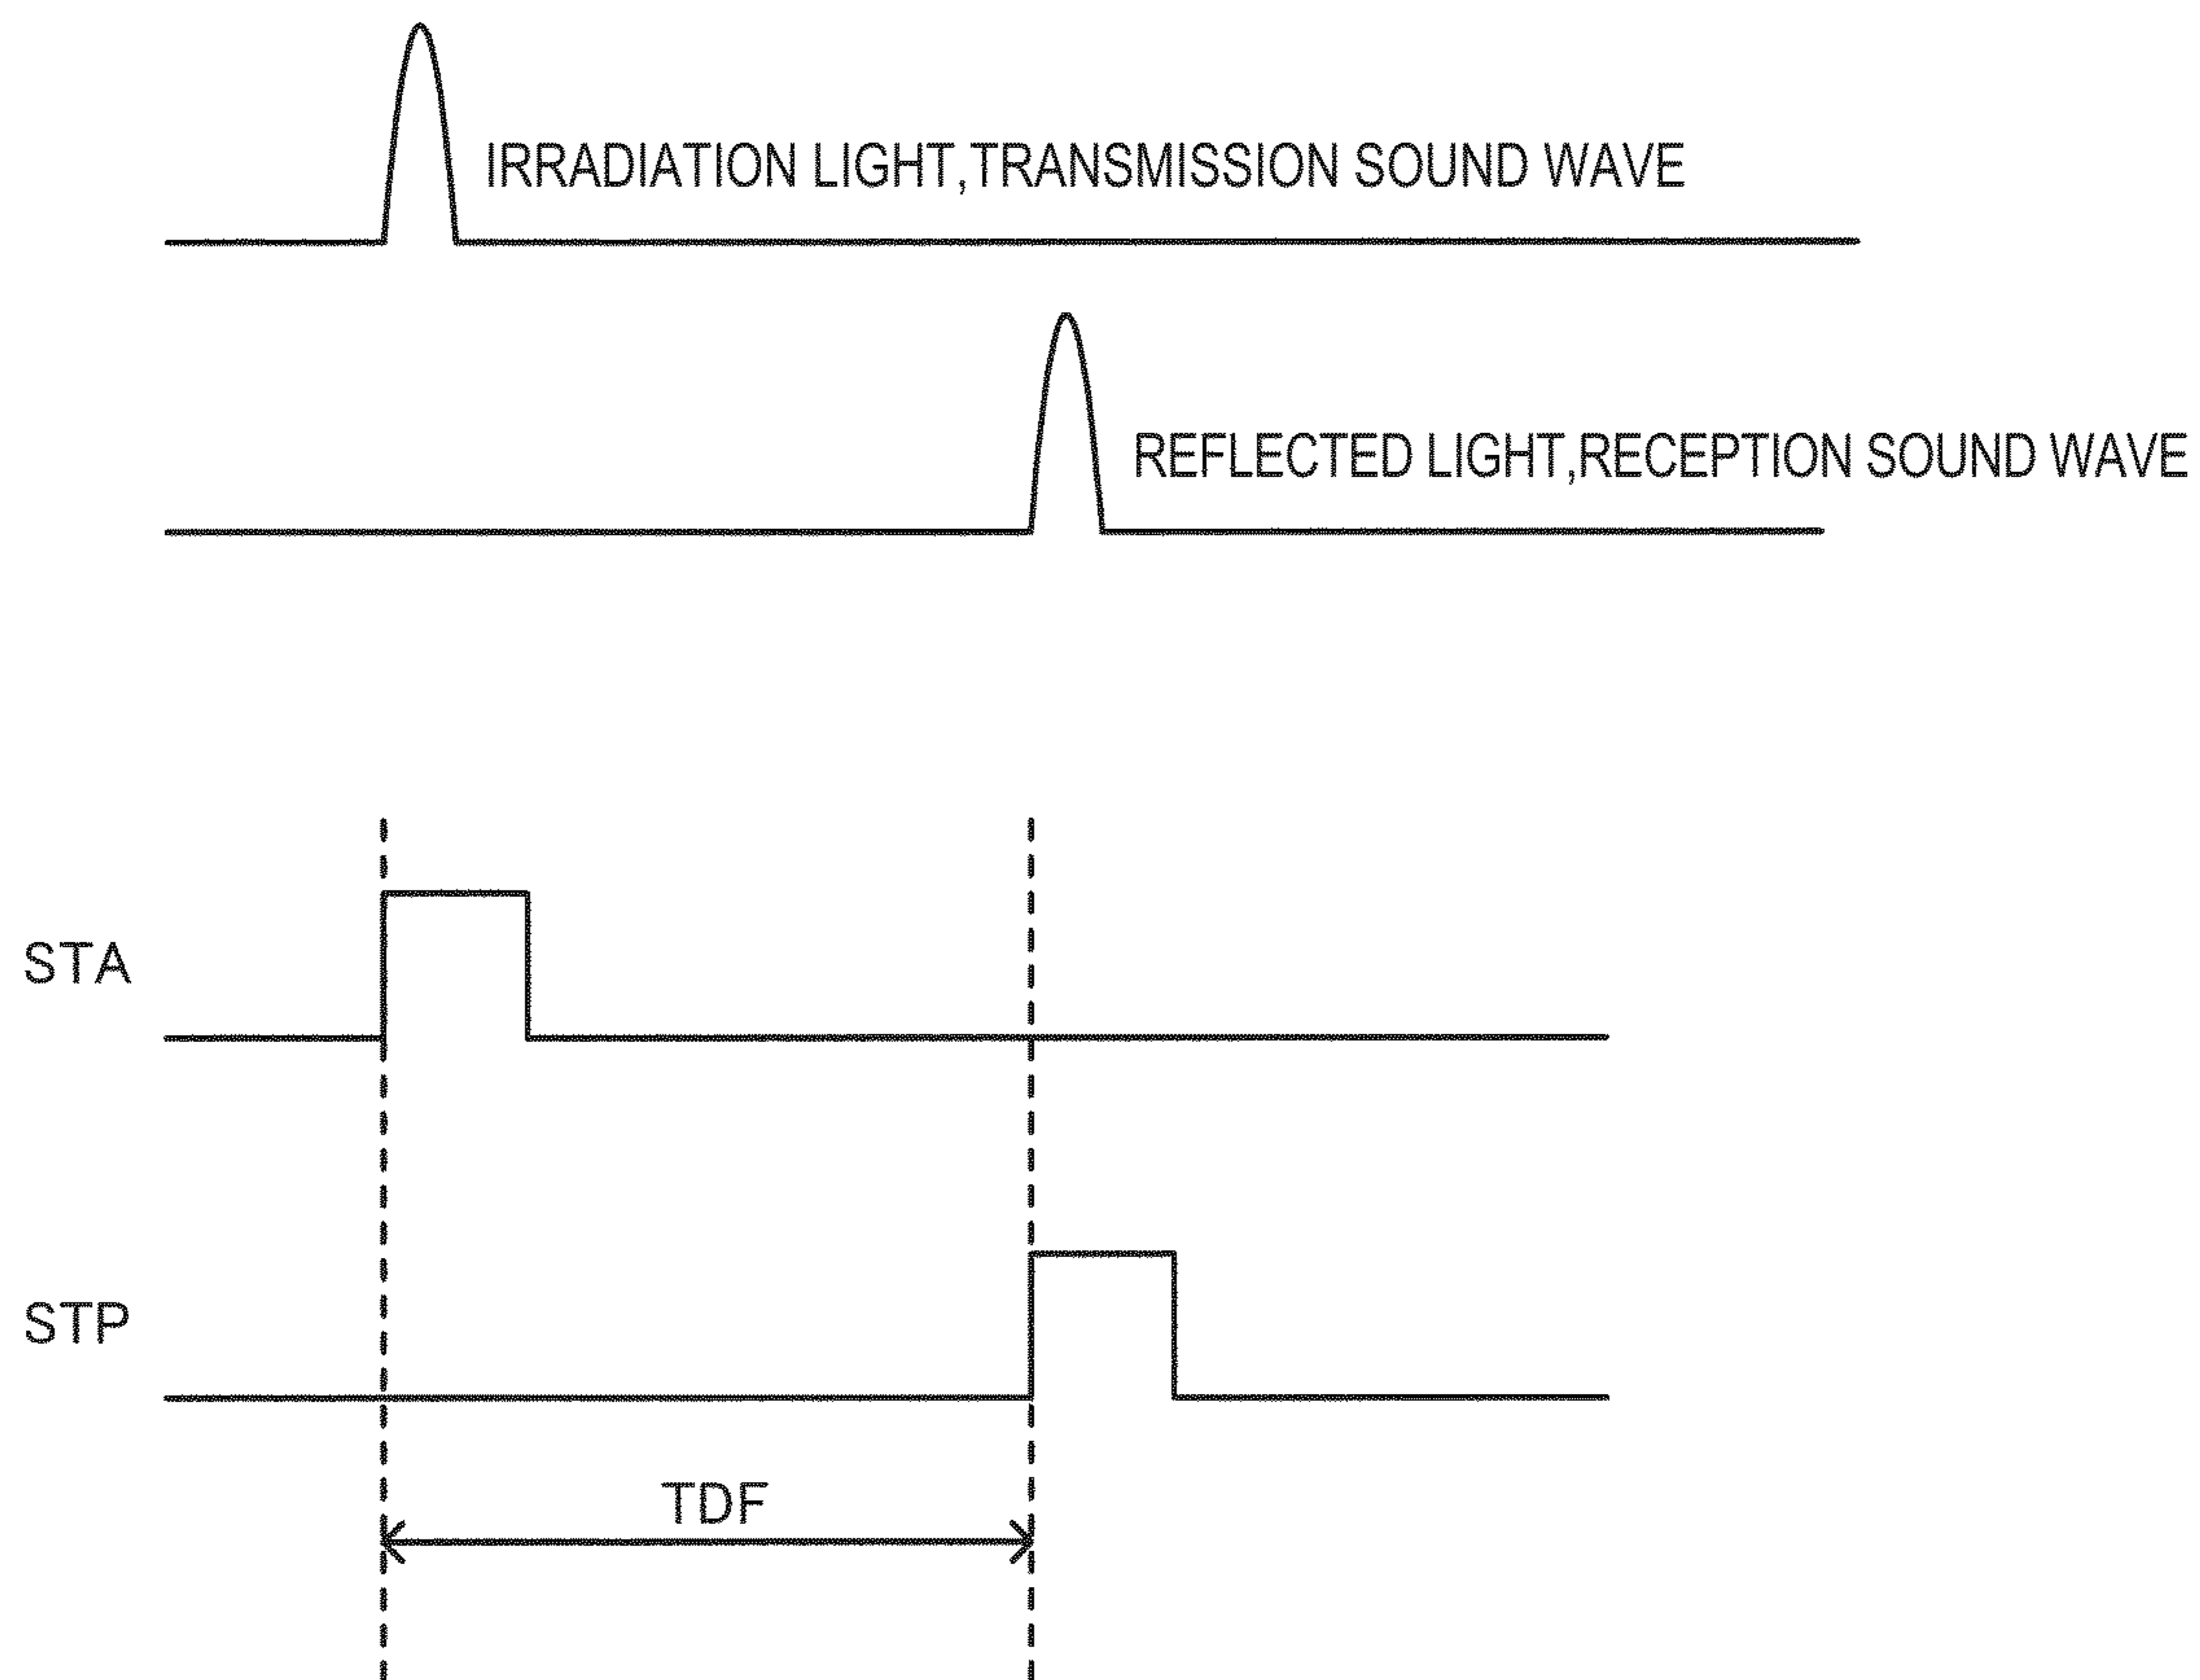 IRRADIATION LIGHT,TRANSMISSION SOUND WAVE
REFLECTED LIGHT,RECEPTION SOUND WAVE
STA
STP
TDF